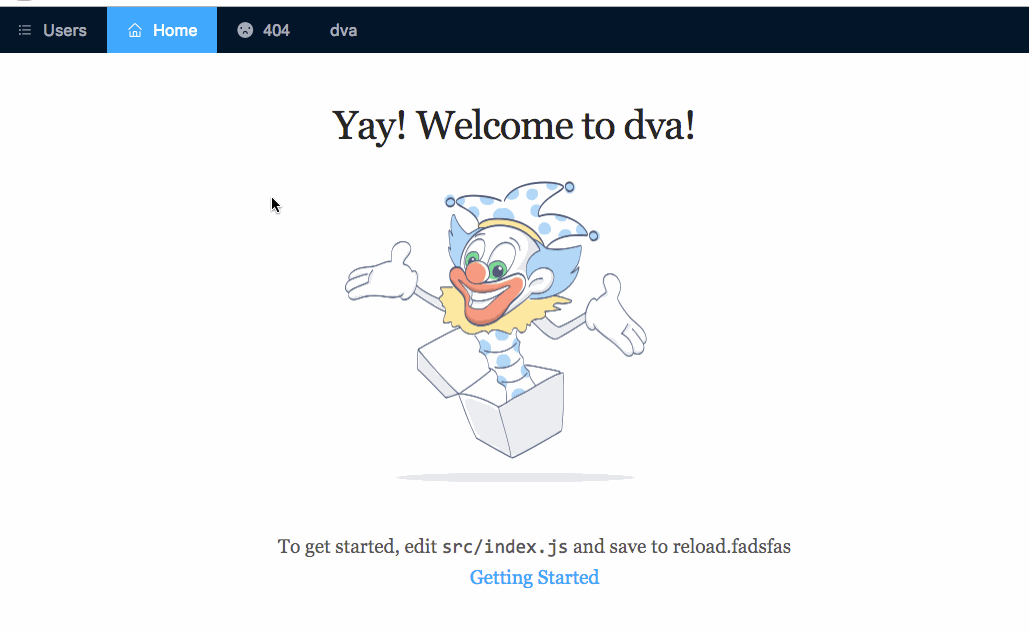 Users Home 404 dva
Yay! Welcome to dva!
To get started, edit src/index.js and save to reload.fadsfas
Getting Started